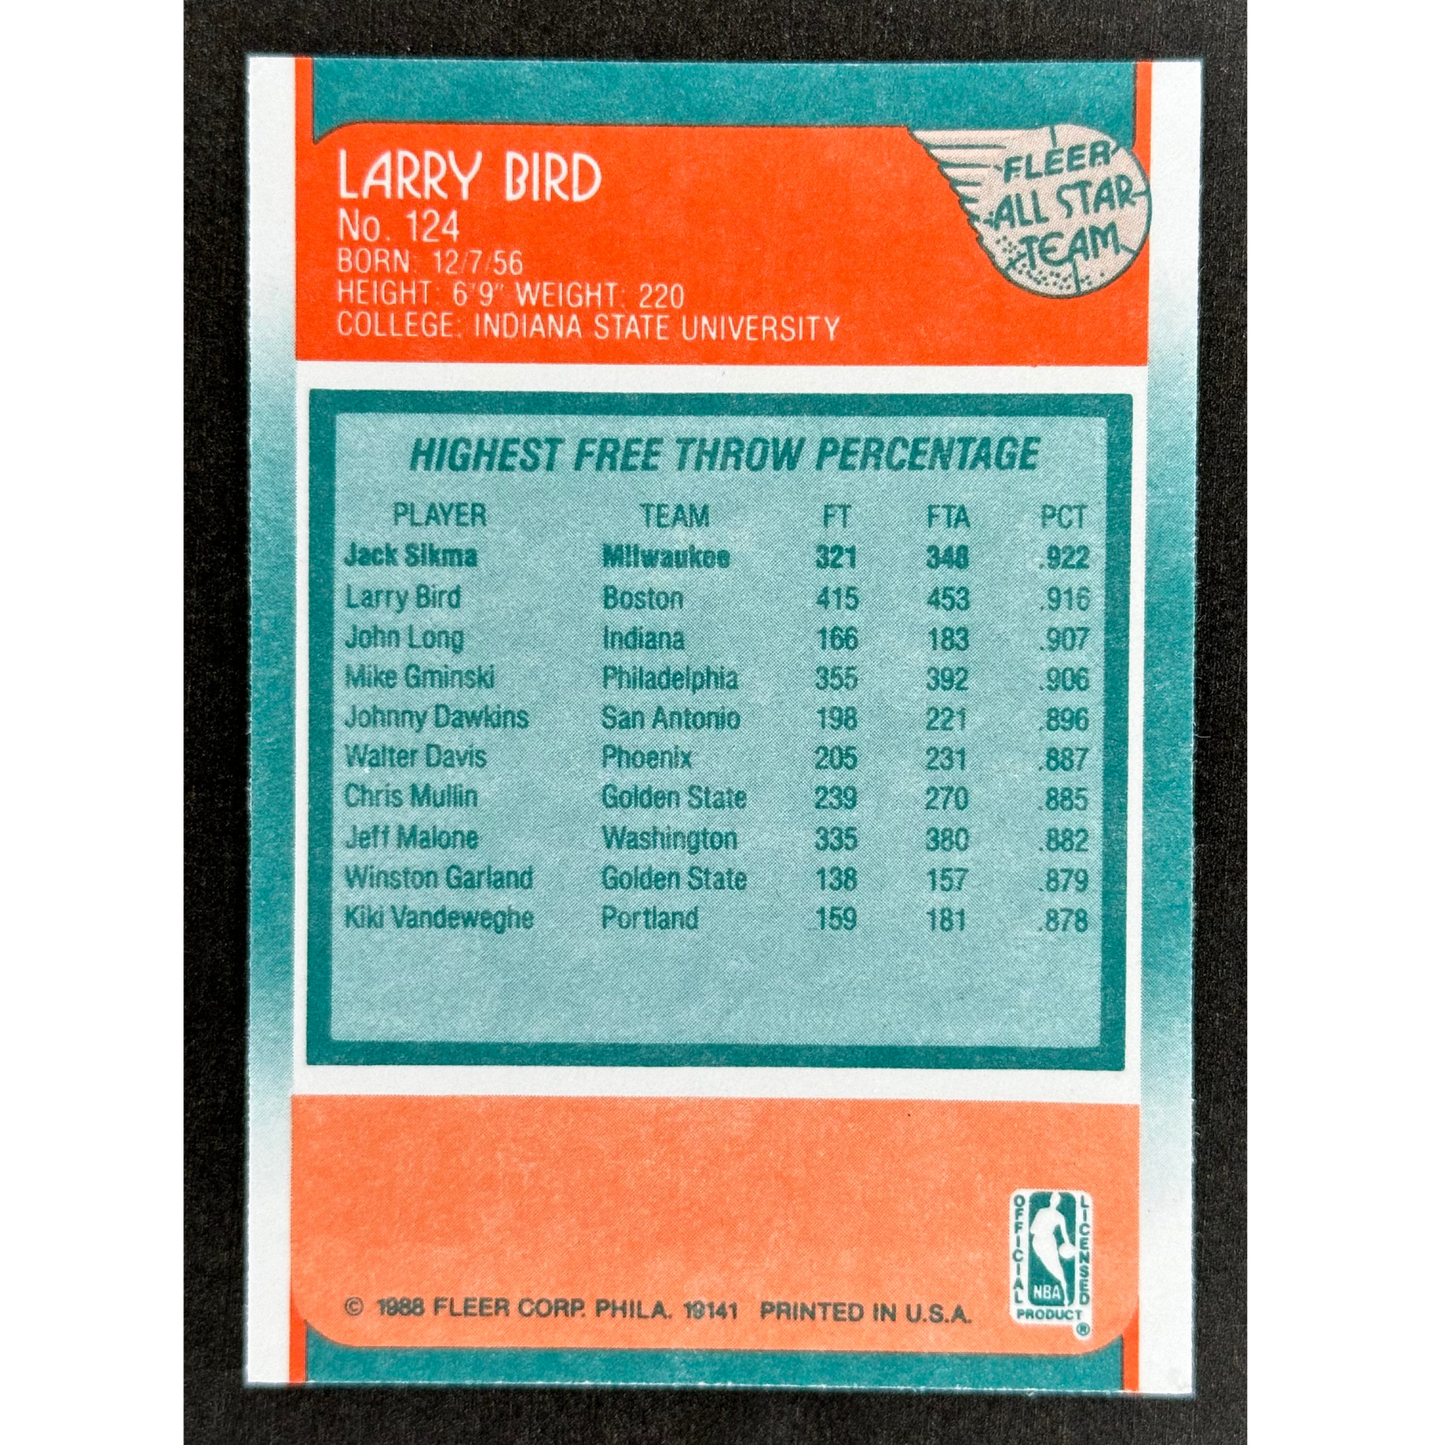 LARRY BIRD
No. 124
BORN: 12/7/56
HEIGHT: 6'9" WEIGHT: 220
COLLEGE: INDIANA STATE UNIVERSITY
FLEER
ALL STAR
TEAM
HIGHEST FREE THROW PERCENTAGE
PLAYER TEAM FT FTA PCT
Jack Sikma Milwaukee 321 348 .922
Larry Bird Boston 415 453 .916
John Long Indiana 166 183 .907
Mike Gminski Philadelphia 355 392 .906
Johnny Dawkins San Antonio 198 221 .896
Walter Davis Phoenix 205 231 .887
Chris Mullin Golden State 239 270 .885
Jeff Malone Washington 335 380 .882
Winston Garland Golden State 138 157 .879
Kiki Vandeweghe Portland 159 181 .878
© 1988 FLEER CORP. PHILA. 19141 PRINTED IN U.S.A.
OFFICIAL
LICENSED
NBA
PRODUCT
®